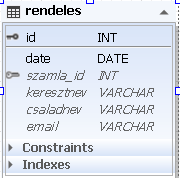 rendeles
id INT
date DATE
szamla_id INT
keresztnev VARCHAR
csaladnev VARCHAR
email VARCHAR
Constraints
Indexes